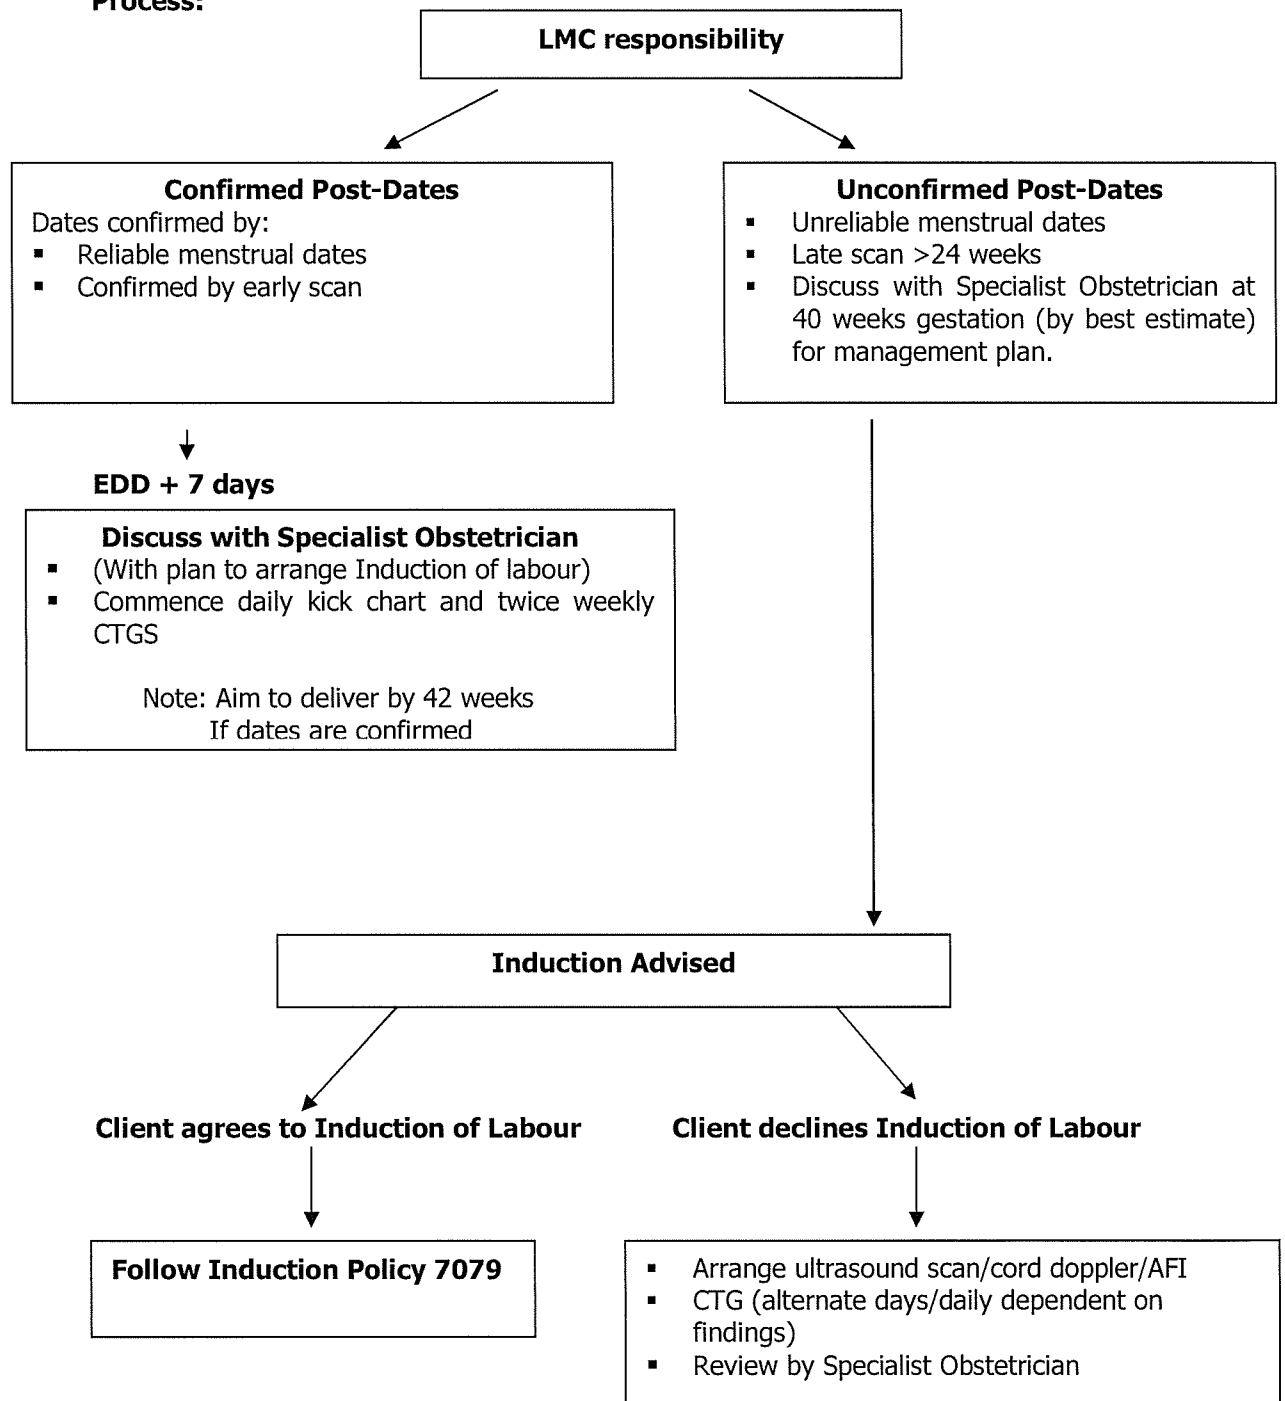 Process:
LMC responsibility
Confirmed Post-Dates
Dates confirmed by:
▪ Reliable menstrual dates
▪ Confirmed by early scan
Unconfirmed Post-Dates
▪ Unreliable menstrual dates
▪ Late scan >24 weeks
▪ Discuss with Specialist Obstetrician at
40 weeks gestation (by best estimate)
for management plan.
EDD + 7 days
Discuss with Specialist Obstetrician
▪ (With plan to arrange Induction of labour)
▪ Commence daily kick chart and twice weekly
CTGS
Note: Aim to deliver by 42 weeks
If dates are confirmed
Induction Advised
Client agrees to Induction of Labour
Client declines Induction of Labour
Follow Induction Policy 7079
▪ Arrange ultrasound scan/cord doppler/AFI
▪ CTG (alternate days/daily dependent on
findings)
▪ Review by Specialist Obstetrician